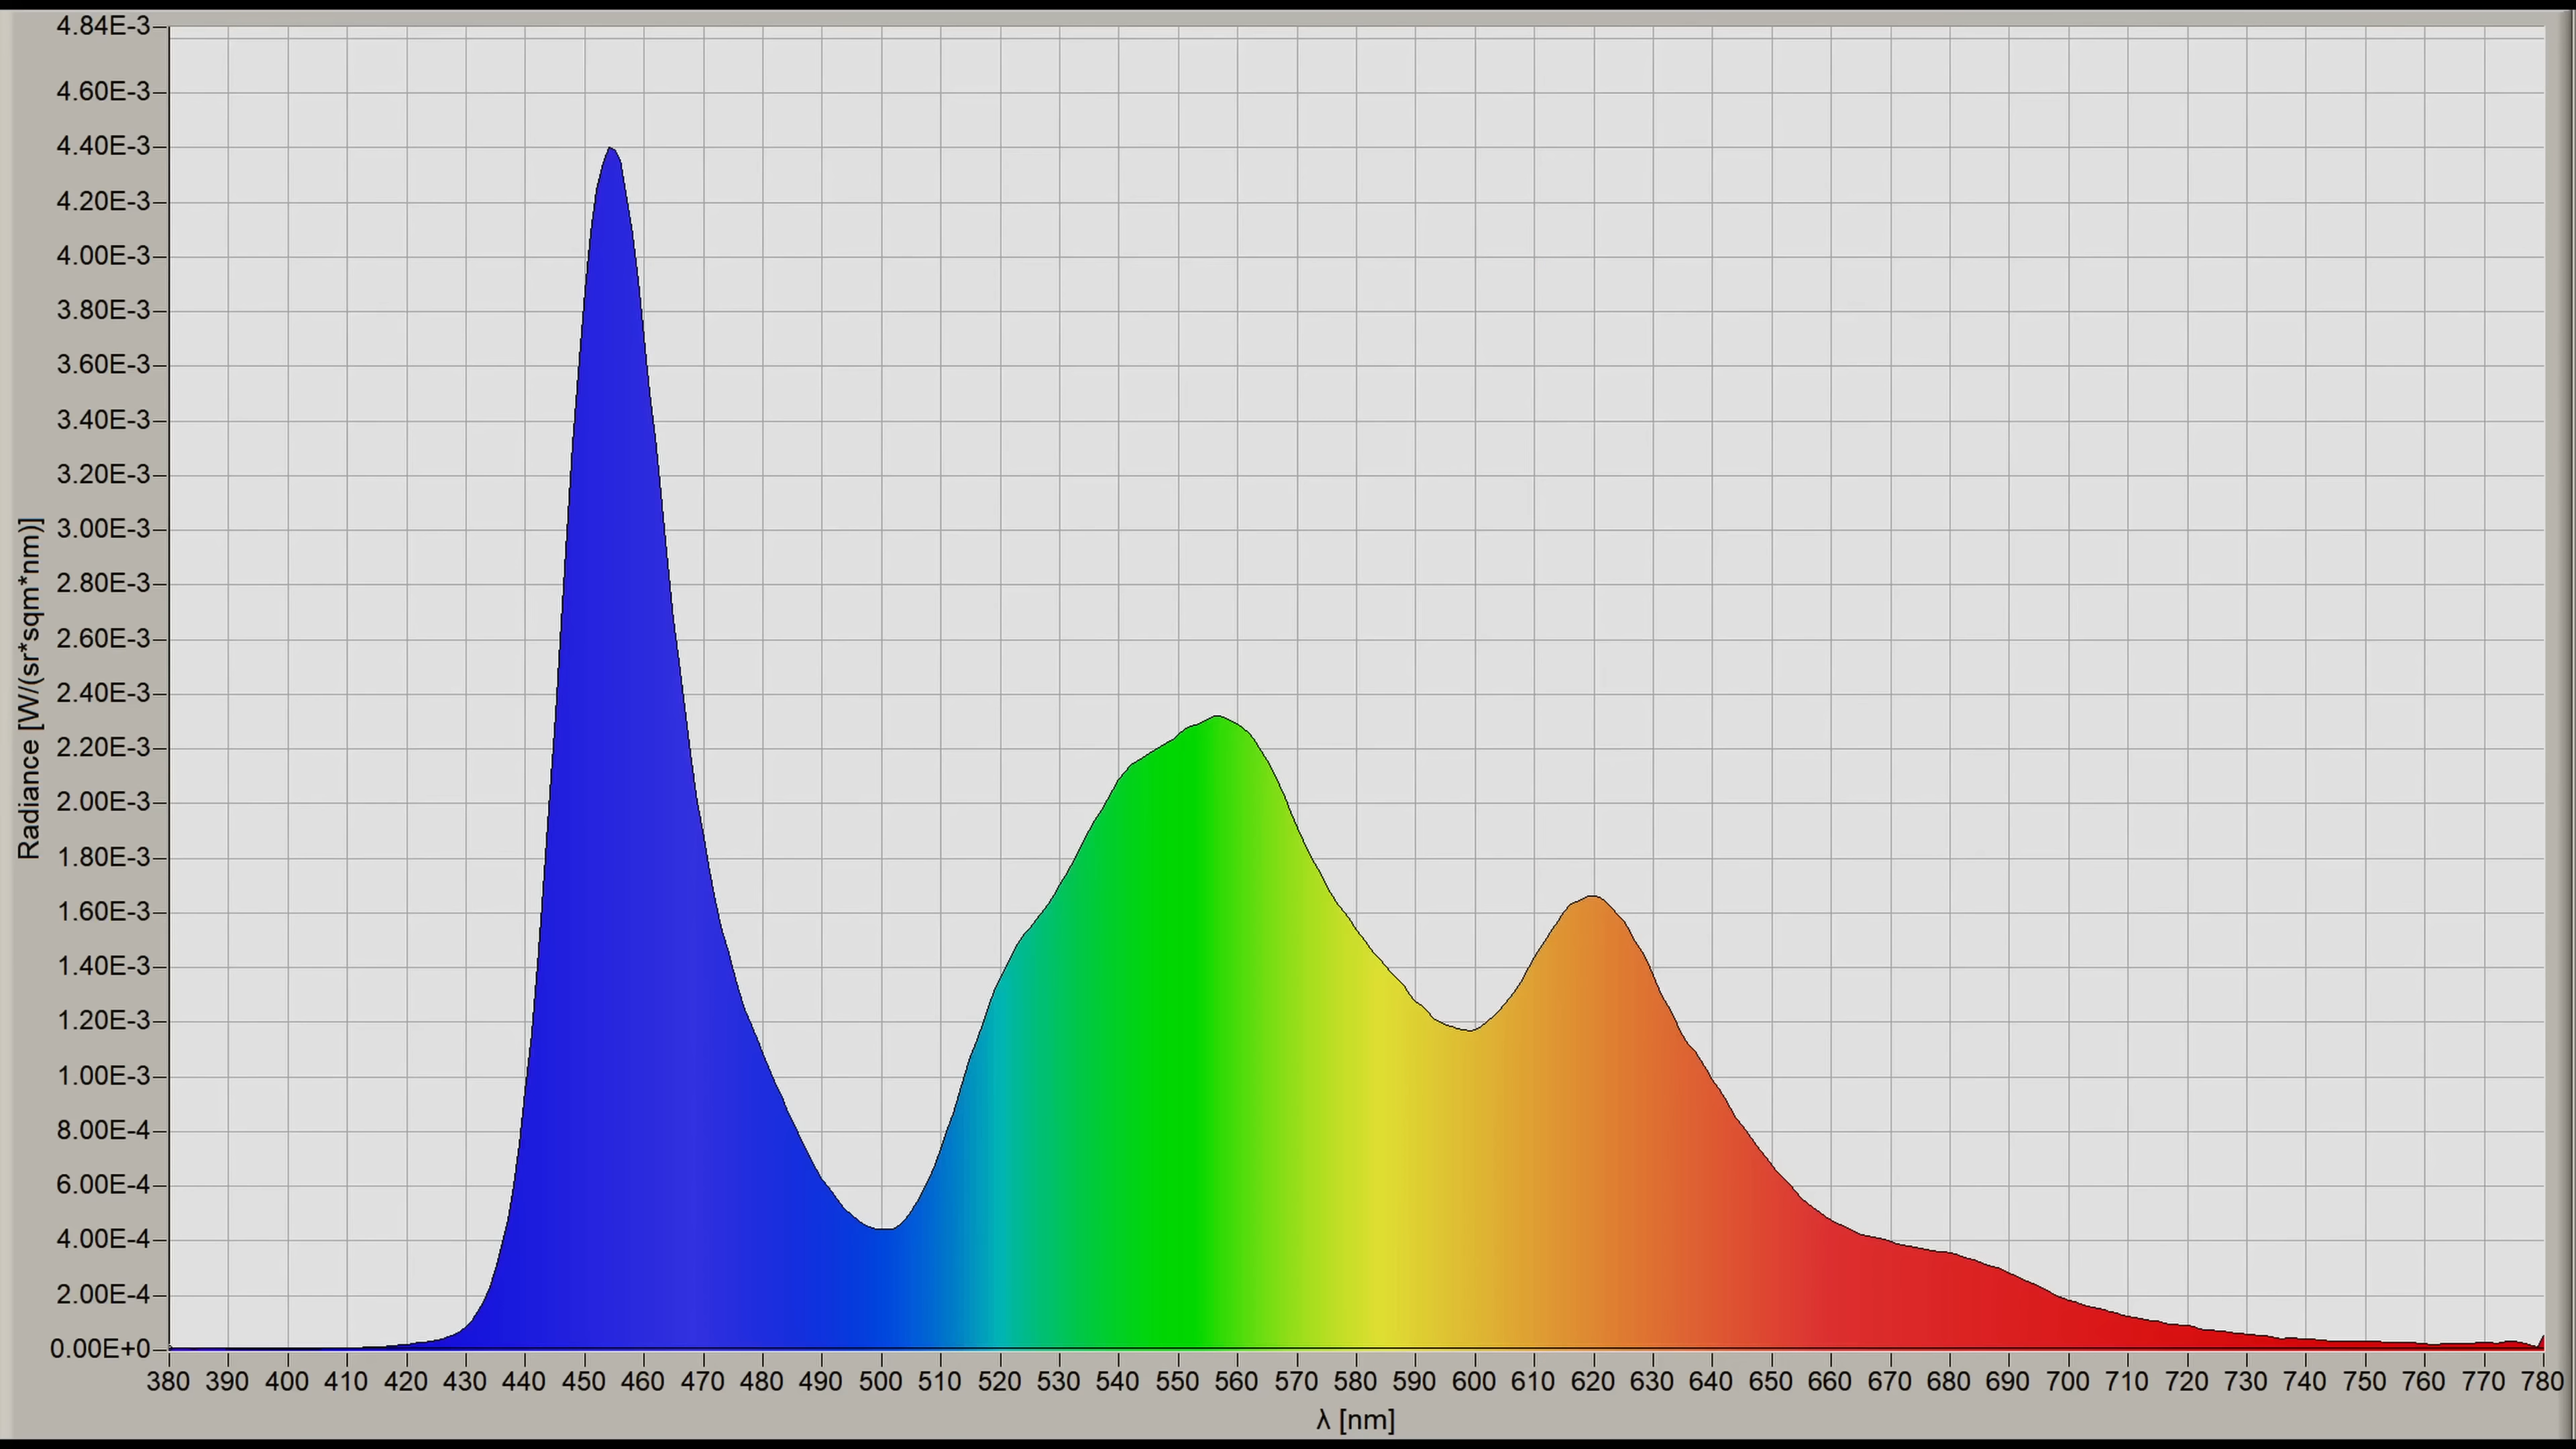 4.84E-3
4.60E-3
4.40E-3
4.20E-3
4.00E-3
3.80E-3
3.60E-3
3.40E-3
3.20E-3
3.00E-3
2.80E-3
2.60E-3
2.40E-3
2.20E-3
2.00E-3
1.80E-3
1.60E-3
1.40E-3
1.20E-3
1.00E-3
8.00E-4
6.00E-4
4.00E-4
2.00E-4
0.00E+0
Radiance [W/(sr*sqm*nm)]
380 390 400 410 420 430 440 450 460 470 480 490 500 510 520 530 540 550 560 570 580 590 600 610 620 630 640 650 660 670 680 690 700 710 720 730 740 750 760 770 780
λ [nm]